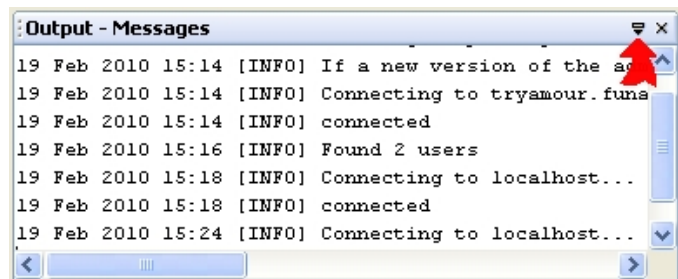 Output - Messages
19 Feb 2010 15:14 [INFO] If a new version of the
19 Feb 2010 15:14 [INFO] Connecting to tryamour.funa
19 Feb 2010 15:14 [INFO] connected
19 Feb 2010 15:16 [INFO] Found 2 users
19 Feb 2010 15:18 [INFO] Connecting to localhost...
19 Feb 2010 15:18 [INFO] connected
19 Feb 2010 15:24 [INFO] Connecting to localhost...